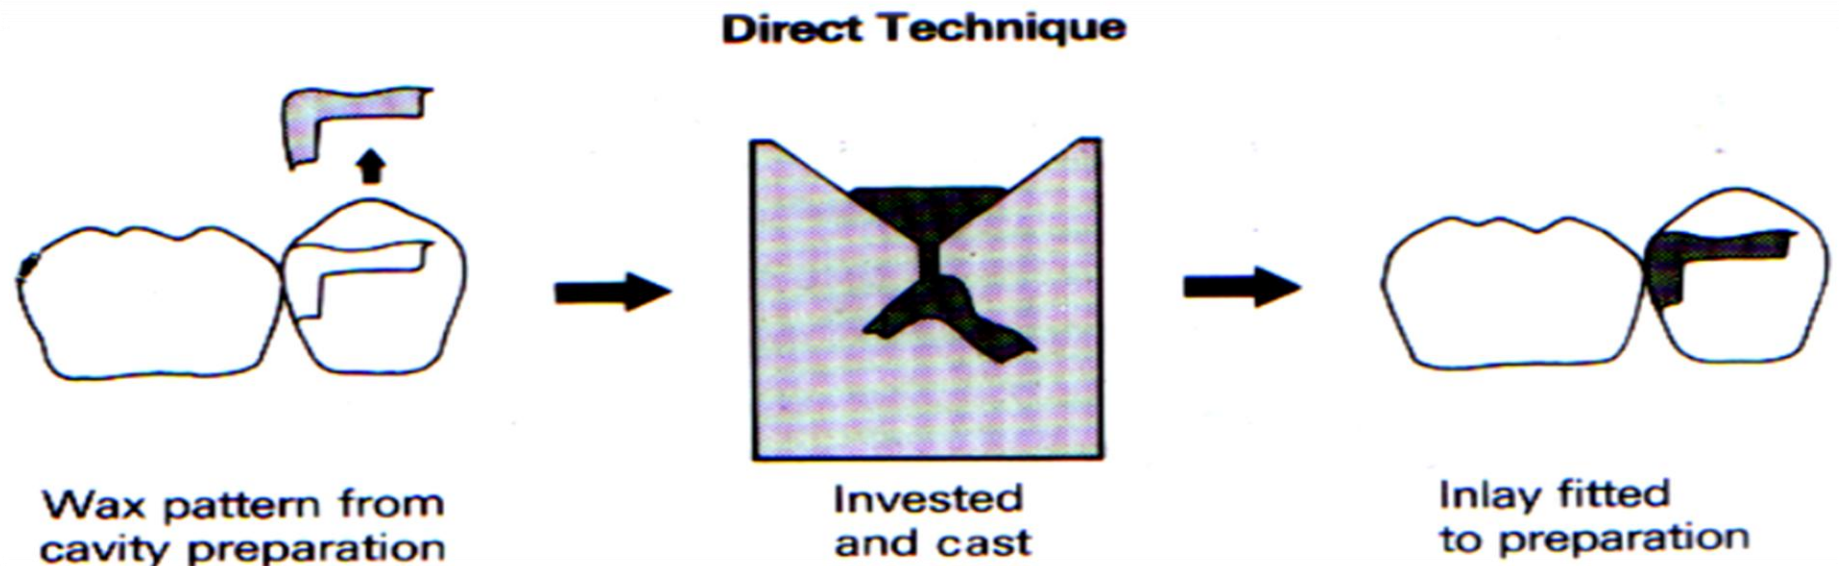 Direct Technique
Wax pattern from
cavity preparation
Invested
and cast
Inlay fitted
to preparation